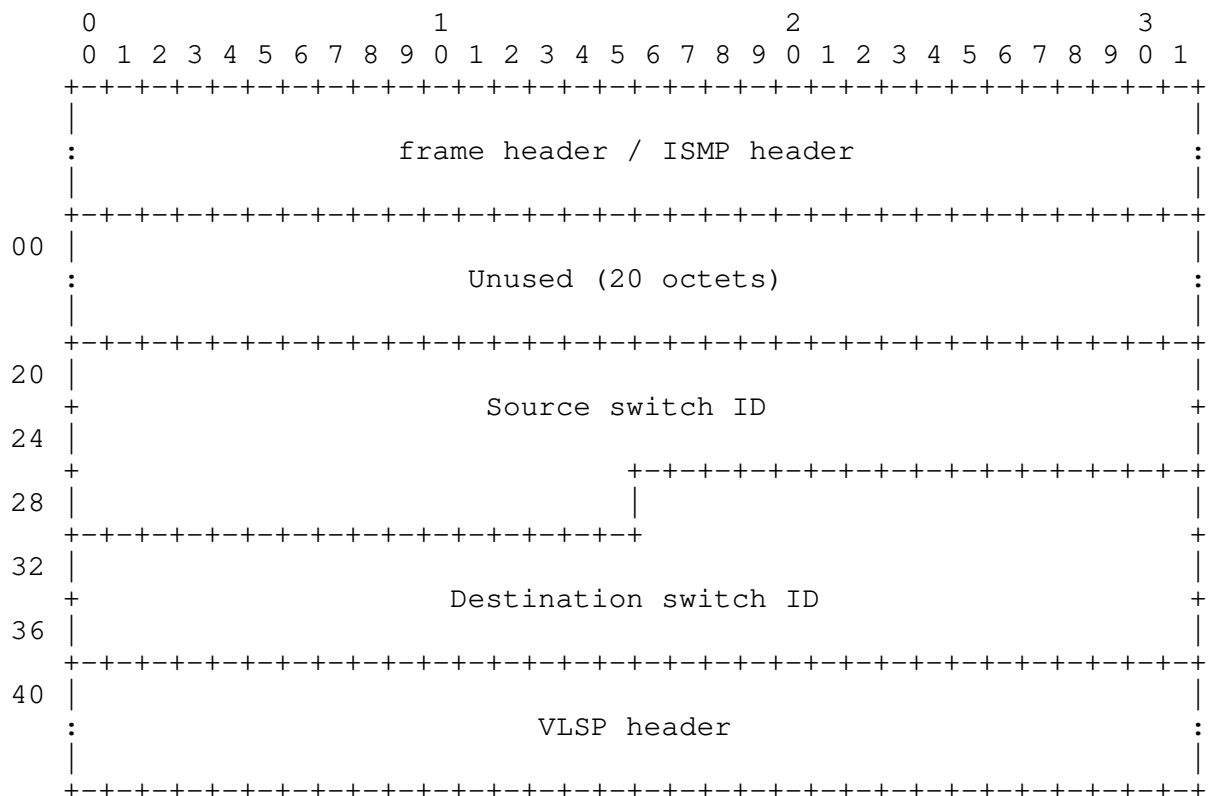 0                   1                   2                   3
0 1 2 3 4 5 6 7 8 9 0 1 2 3 4 5 6 7 8 9 0 1 2 3 4 5 6 7 8 9 0 1
+-+-+-+-+-+-+-+-+-+-+-+-+-+-+-+-+-+-+-+-+-+-+-+-+-+-+-+-+-+-+-+-+
|                                                               |
:                  frame header / ISMP header                   :
|                                                               |
+-+-+-+-+-+-+-+-+-+-+-+-+-+-+-+-+-+-+-+-+-+-+-+-+-+-+-+-+-+-+-+-+
00 |                                                               |
:                      Unused (20 octets)                       :
|                                                               |
+-+-+-+-+-+-+-+-+-+-+-+-+-+-+-+-+-+-+-+-+-+-+-+-+-+-+-+-+-+-+-+-+
20 |                                                               |
+                       Source switch ID                        +
24 |                                                               |
+                               +-+-+-+-+-+-+-+-+-+-+-+-+-+-+-+-+
28 |                               |                               |
+-+-+-+-+-+-+-+-+-+-+-+-+-+-+-+-+                               +
32 |                                                               |
+                     Destination switch ID                     +
36 |                                                               |
+-+-+-+-+-+-+-+-+-+-+-+-+-+-+-+-+-+-+-+-+-+-+-+-+-+-+-+-+-+-+-+-+
40 |                                                               |
:                          VLSP header                          :
|                                                               |
+-+-+-+-+-+-+-+-+-+-+-+-+-+-+-+-+-+-+-+-+-+-+-+-+-+-+-+-+-+-+-+-+